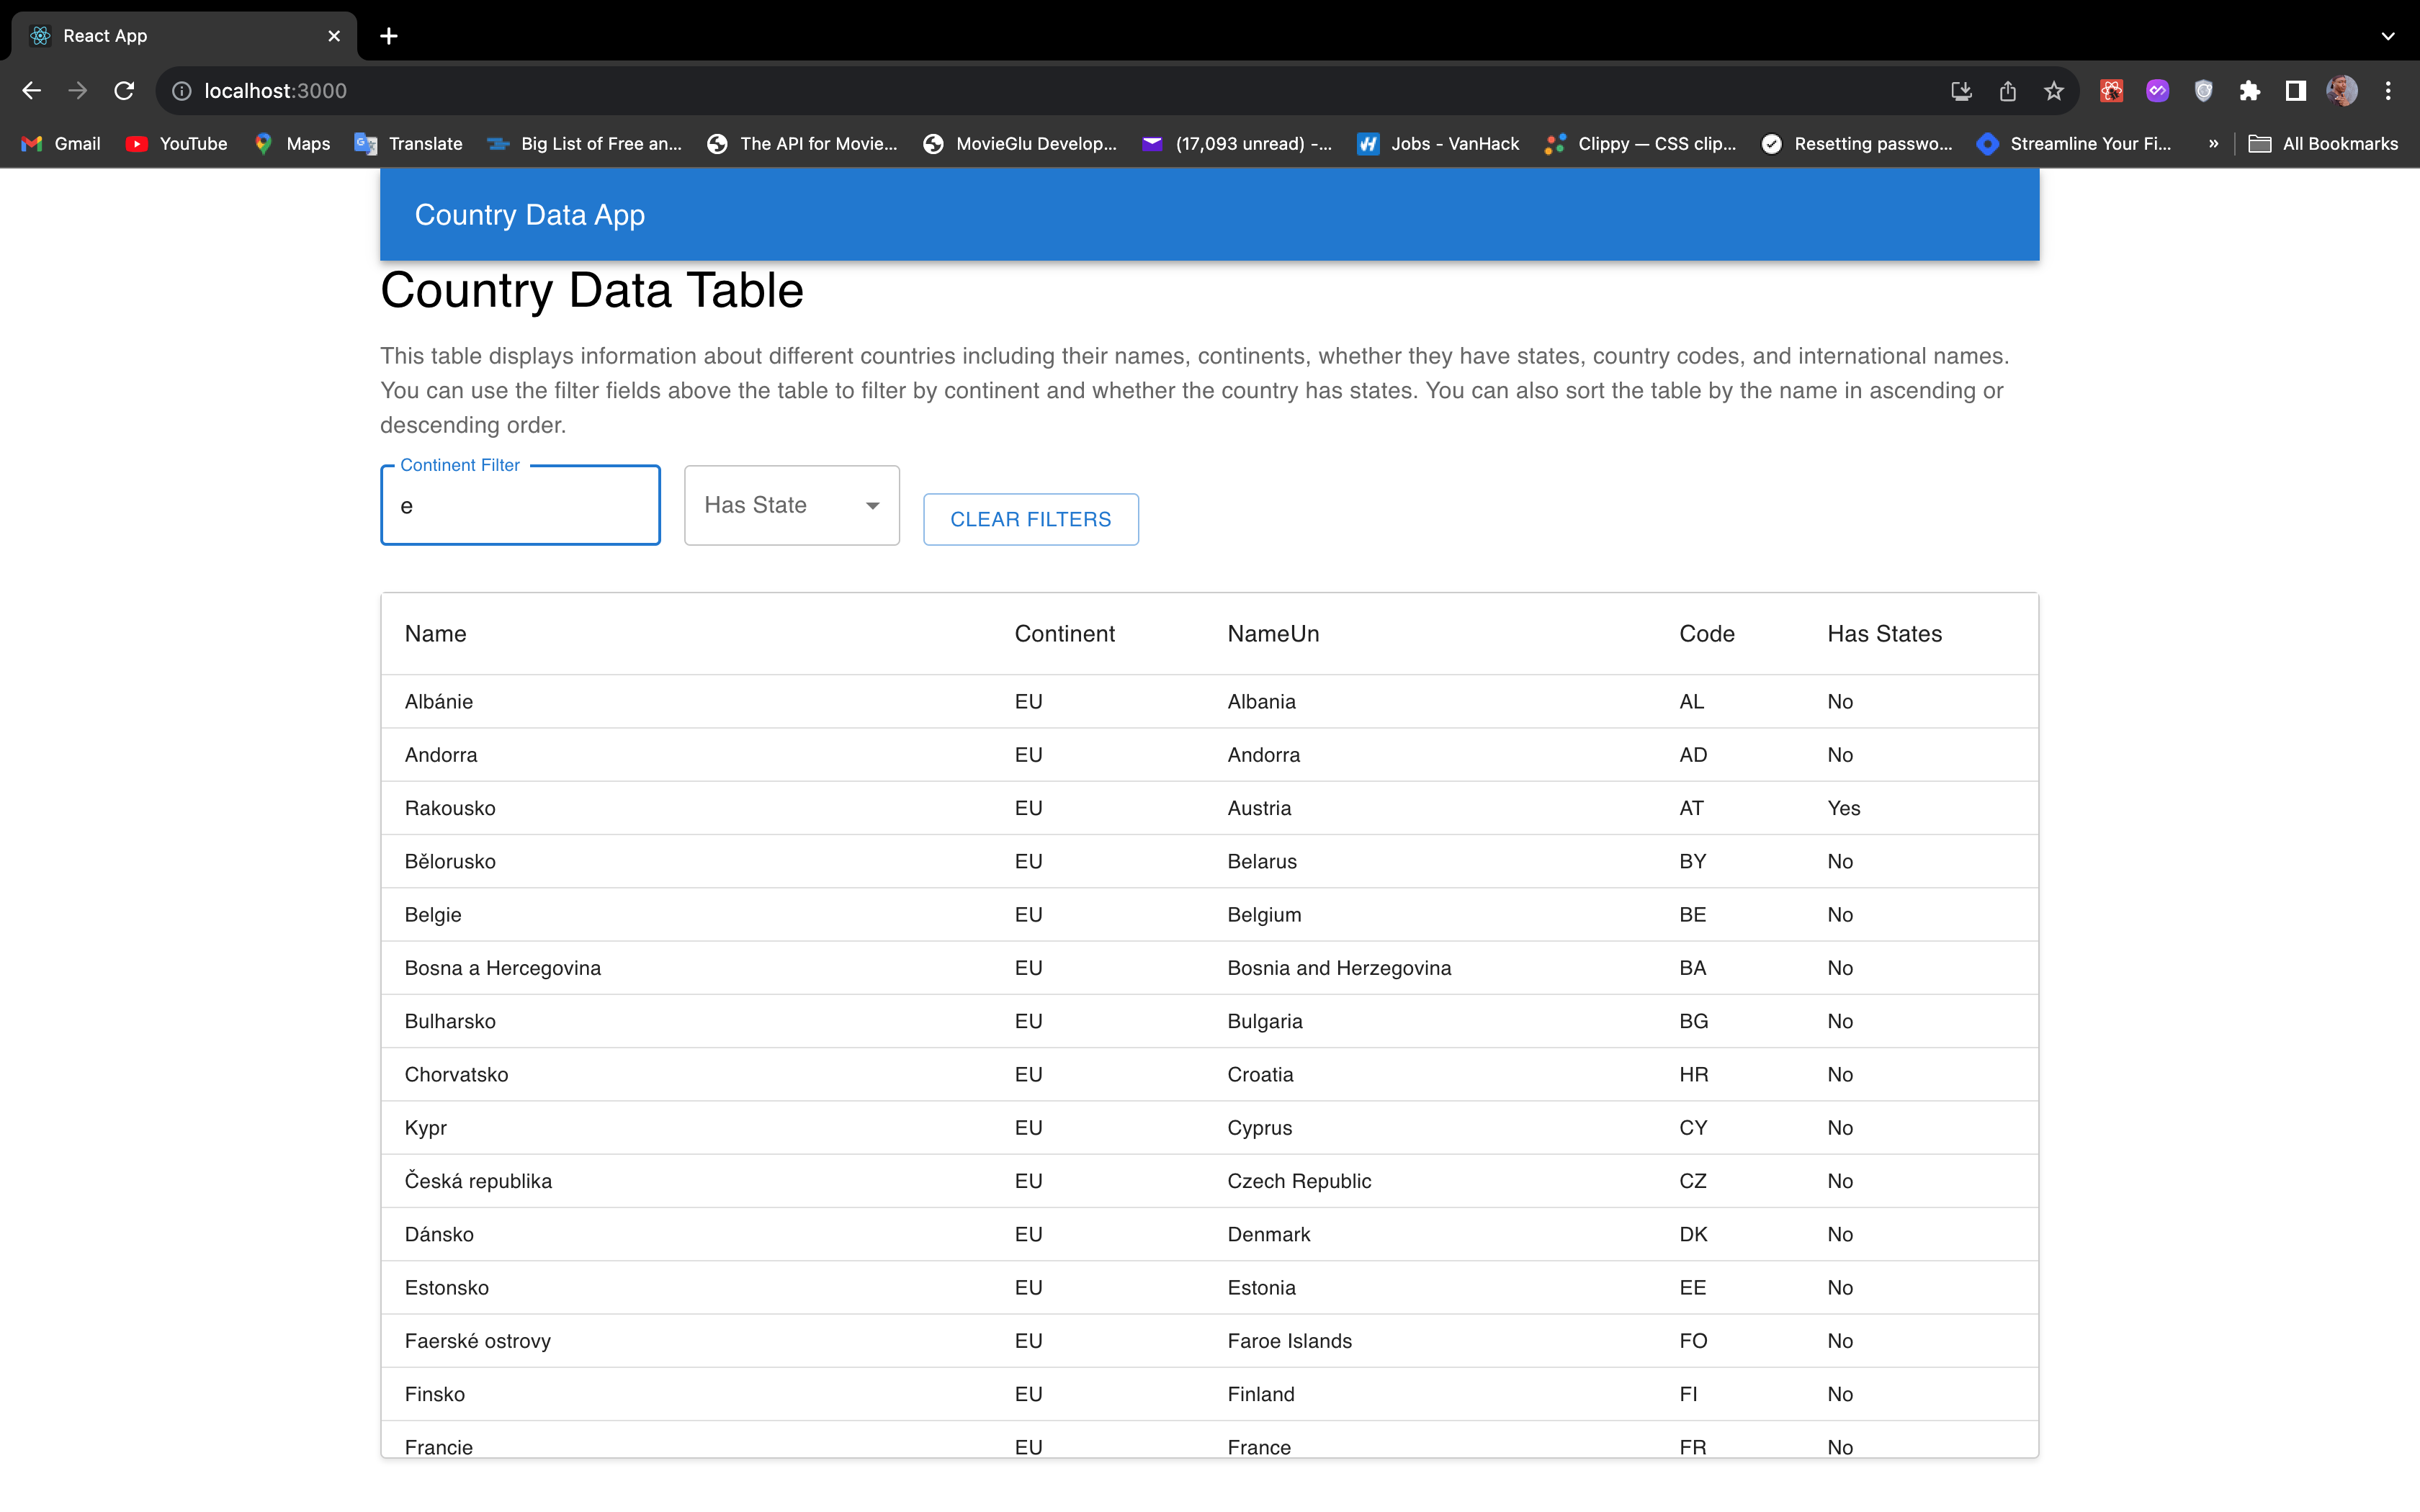 React App
localhost:3000
Gmail YouTube Maps Translate Big List of Free an... The API for Movie... MovieGlu Develop... (17,093 unread) -... Jobs - VanHack Clippy — CSS clip... Resetting passwo... Streamline Your Fi... » All Bookmarks
Country Data App
Country Data Table
This table displays information about different countries including their names, continents, whether they have states, country codes, and international names.
You can use the filter fields above the table to filter by continent and whether the country has states. You can also sort the table by the name in ascending or
descending order.
Continent Filter
e Has State CLEAR FILTERS
Name Continent NameUn Code Has States
Albánie EU Albania AL No
Andorra EU Andorra AD No
Rakousko EU Austria AT Yes
Bělorusko EU Belarus BY No
Belgie EU Belgium BE No
Bosna a Hercegovina EU Bosnia and Herzegovina BA No
Bulharsko EU Bulgaria BG No
Chorvatsko EU Croatia HR No
Kypr EU Cyprus CY No
Česká republika EU Czech Republic CZ No
Dánsko EU Denmark DK No
Estonsko EU Estonia EE No
Faerské ostrovy EU Faroe Islands FO No
Finsko EU Finland FI No
Francie EU France FR No